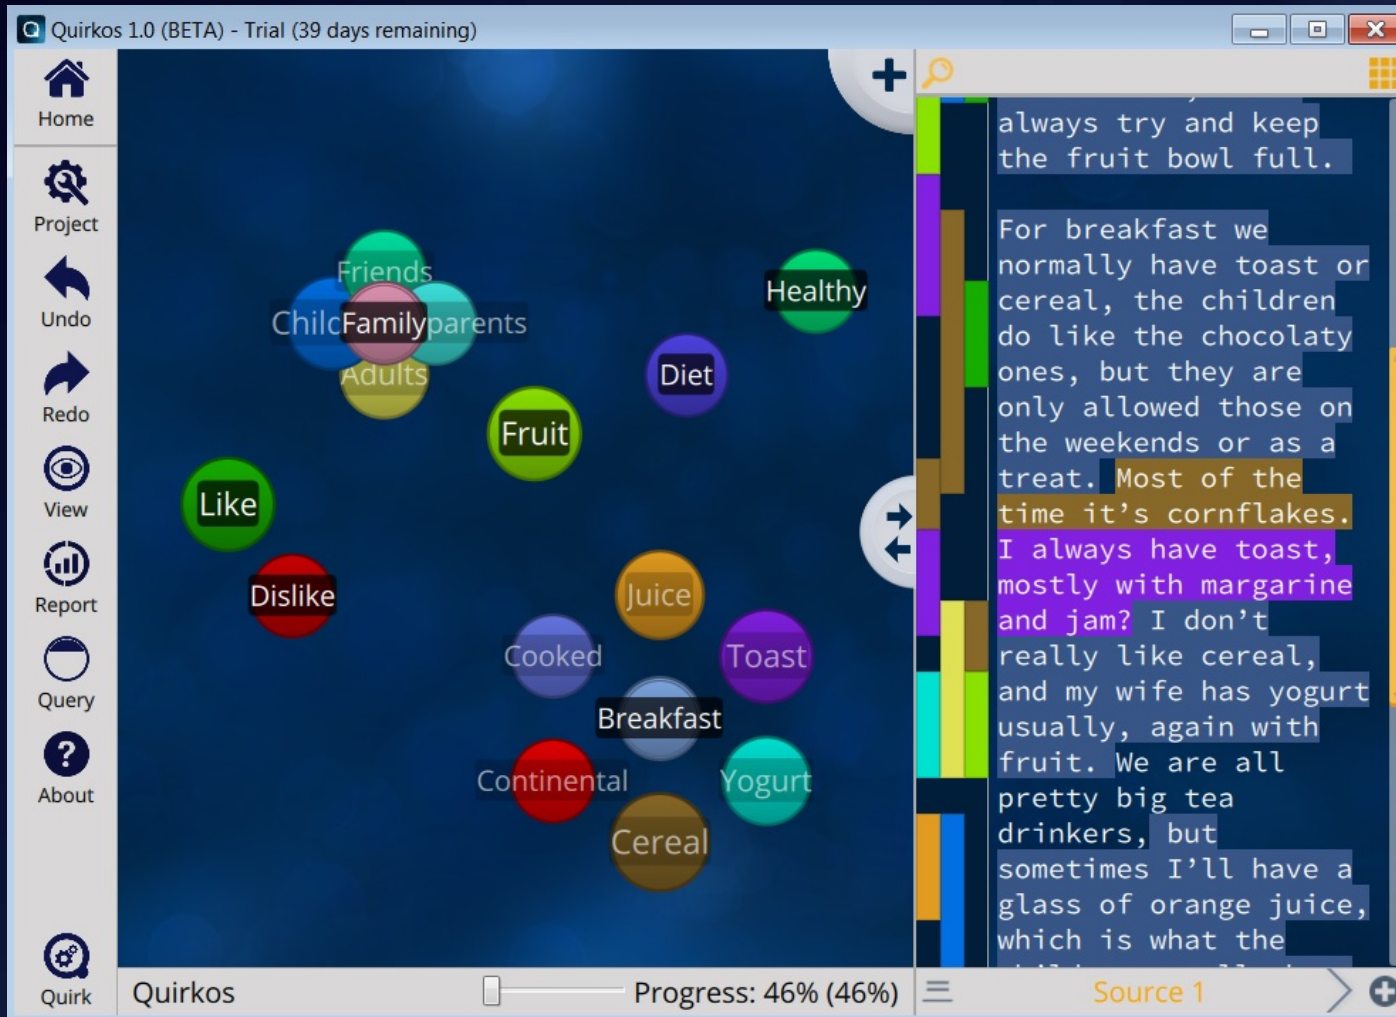 Quirkos 1.0 (BETA) - Trial (39 days remaining)
Home
Project
Undo
Redo
View
Report
Query
About
Quirk
Friends
Family
parents
Adults
Healthy
Diet
Fruit
Like
Dislike
Juice
Cooked
Toast
Breakfast
Continental
Yogurt
Cereal
Quirkos
Progress: 46% (46%)
always try and keep
the fruit bowl full.
For breakfast we
normally have toast or
cereal, the children
do like the chocolaty
ones, but they are
only allowed those on
the weekends or as a
treat. Most of the
time it’s cornflakes.
I always have toast,
mostly with margarine
and jam? I don’t
really like cereal,
and my wife has yogurt
usually, again with
fruit. We are all
pretty big tea
drinkers, but
sometimes I’ll have a
glass of orange juice,
which is what the
Source 1